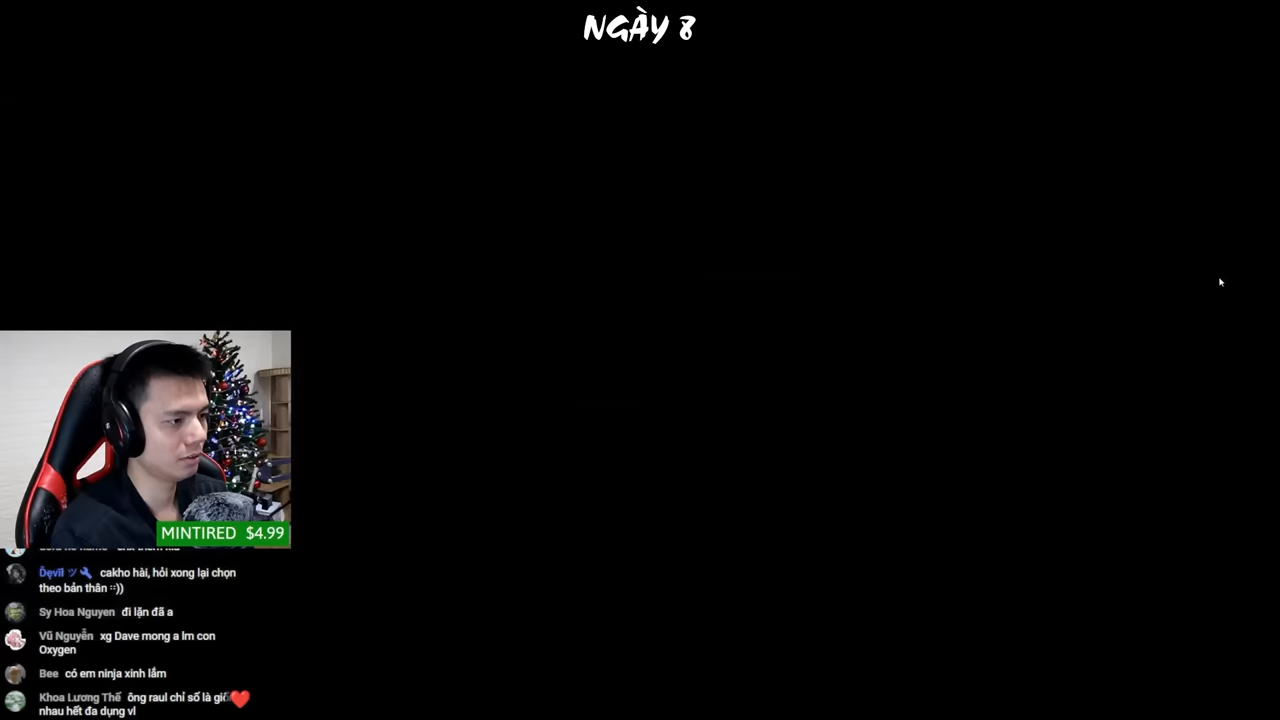 NGÀY 8
MINTIRED $4.99
Dęvil ツ cakho hài, hỏi xong lại chọn
theo bản thân :))
Sy Hoa Nguyen đi lặn đã a
Vũ Nguyễn xg Dave mong a lm con
Oxygen
Bee có em ninja xinh lắm
Khoa Lương Thế ông raul chỉ số là
nhau hết đa dụng vl